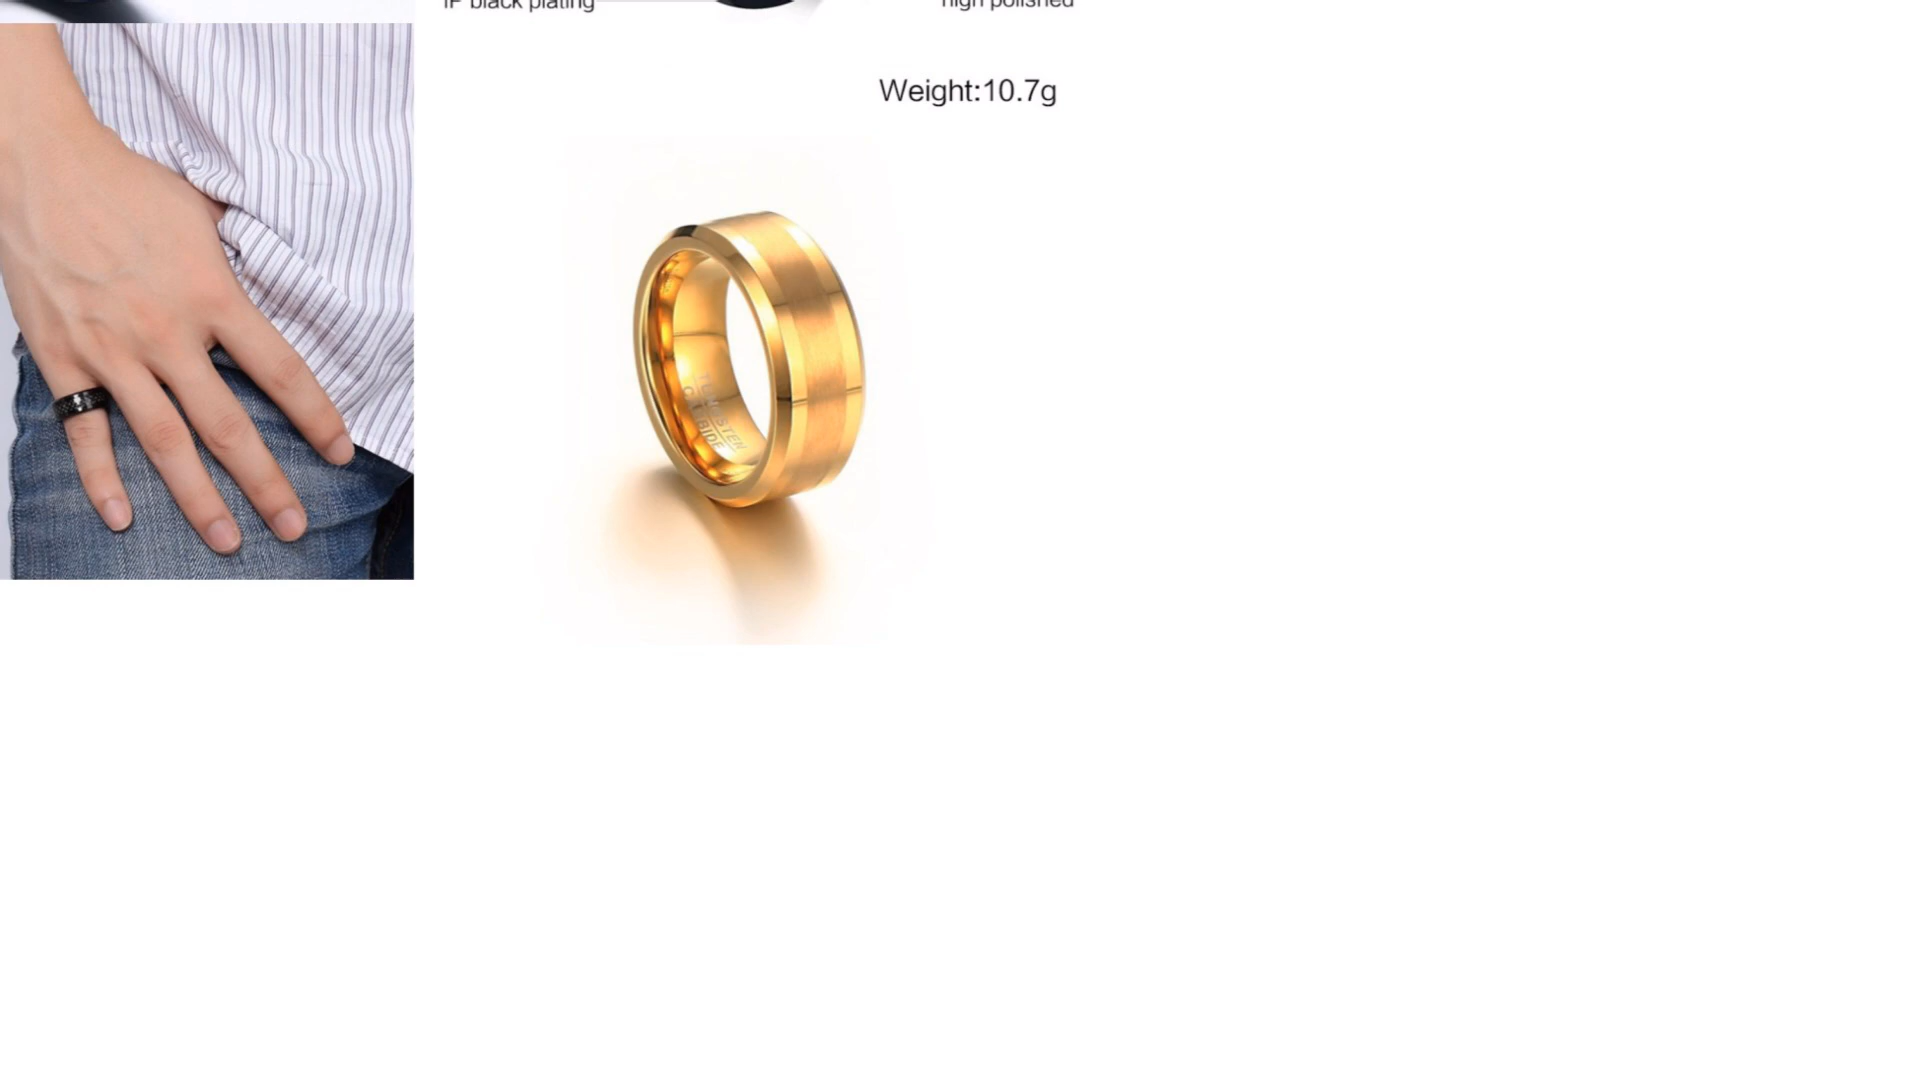 IP black plating
high polished
Weight:10.7g
TUNGSTEN
CARBIDE